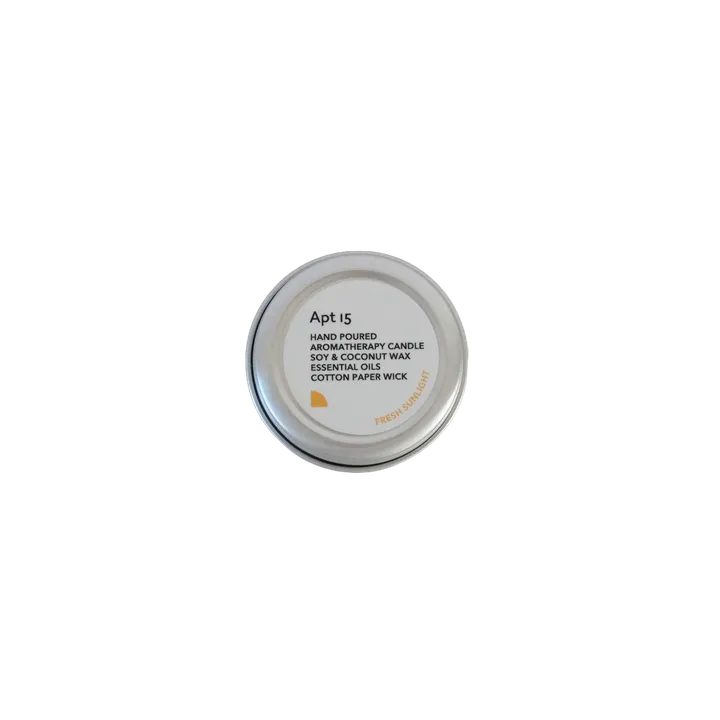 Apt 15
HAND POURED
AROMATHERAPY CANDLE
SOY & COCONUT WAX
ESSENTIAL OILS
COTTON PAPER WICK
FRESH SUNLIGHT